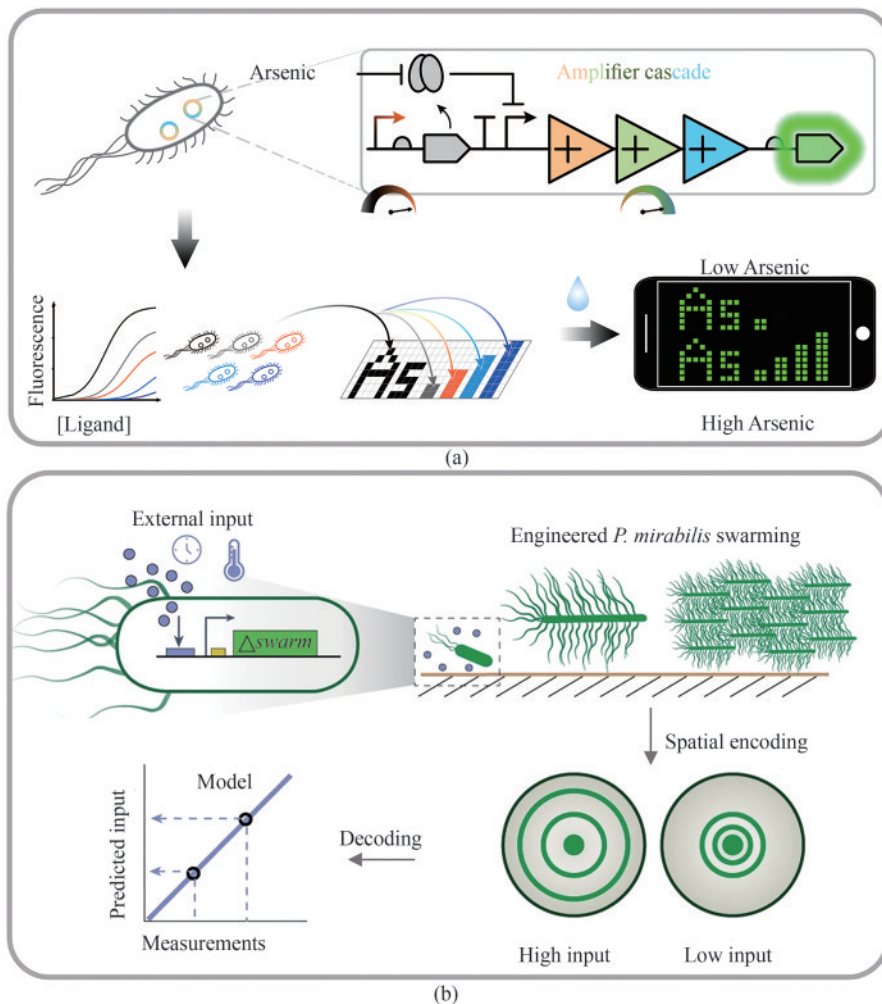 Arsenic
Amplifier cascade
Fluorescence
[Ligand]
As
Low Arsenic
As.
As.
High Arsenic
(a)
External input
Δswarm
Engineered P. mirabilis swarming
Spatial encoding
Model
Predicted input
Measurements
Decoding
High input
Low input
(b)